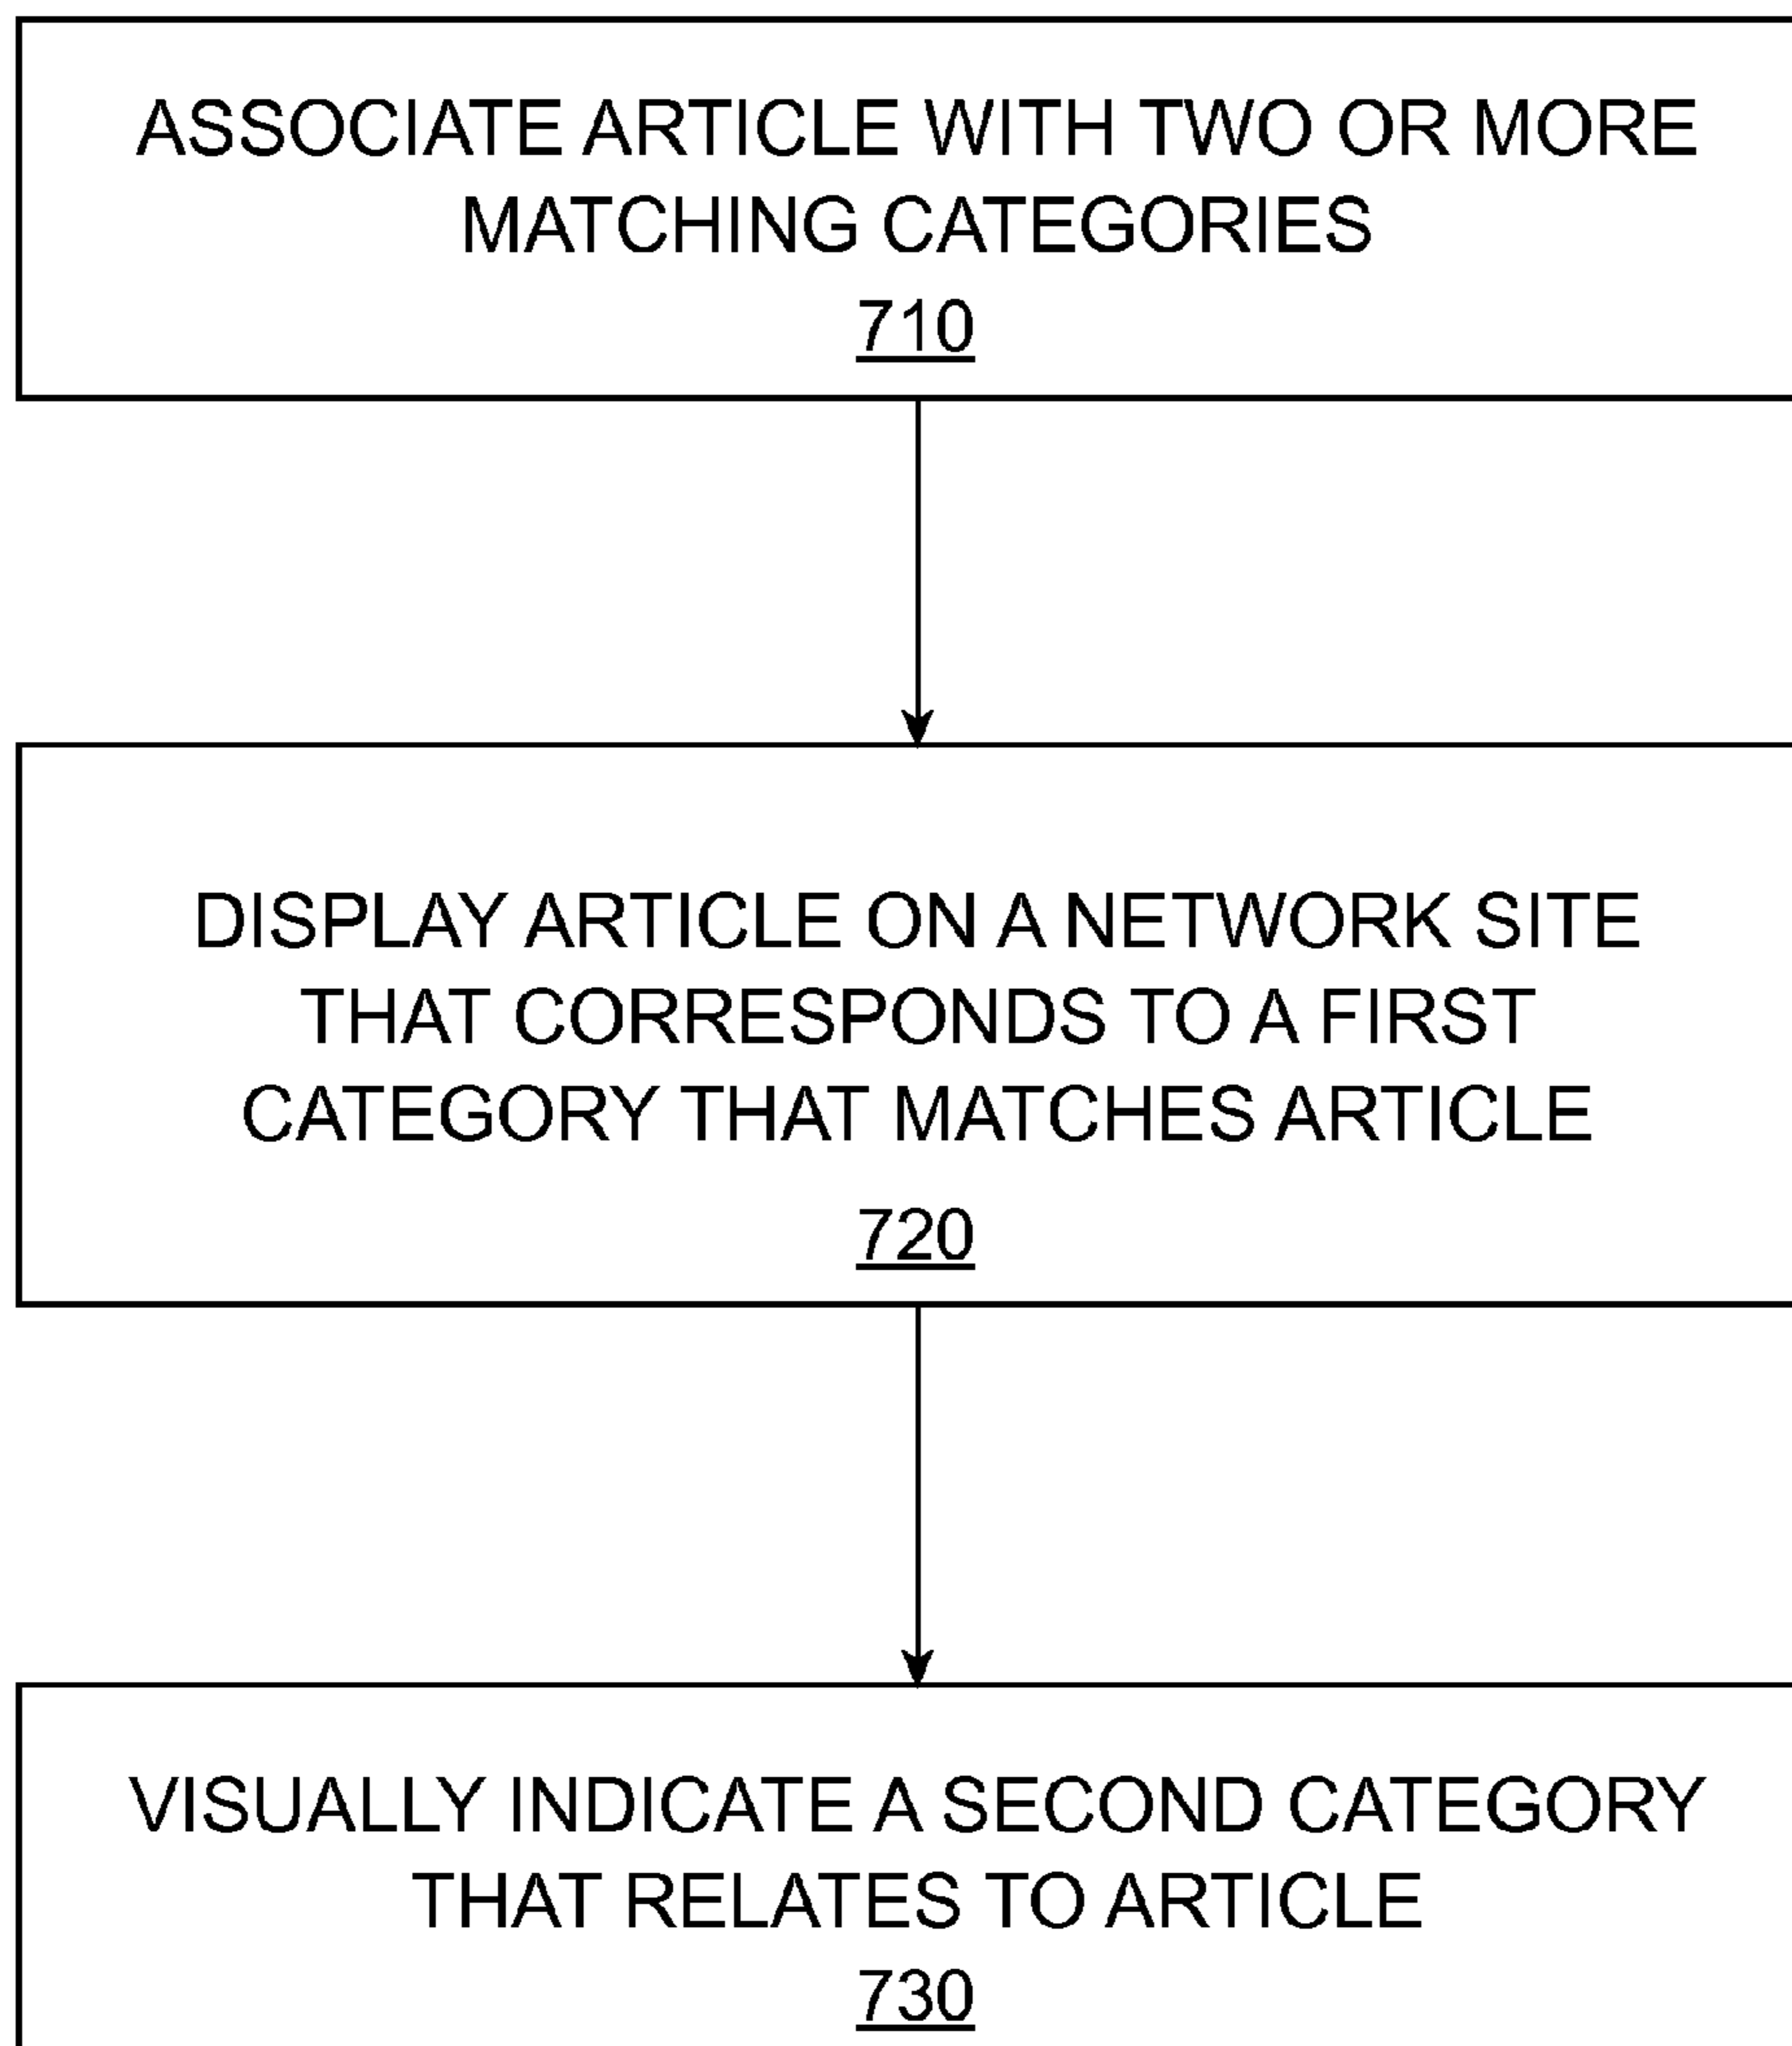 ASSOCIATE ARTICLE WITH TWO OR MORE
MATCHING CATEGORIES
710
DISPLAY ARTICLE ON A NETWORK SITE
THAT CORRESPONDS TO A FIRST
CATEGORY THAT MATCHES ARTICLE
720
VISUALLY INDICATE A SECOND CATEGORY
THAT RELATES TO ARTICLE
730